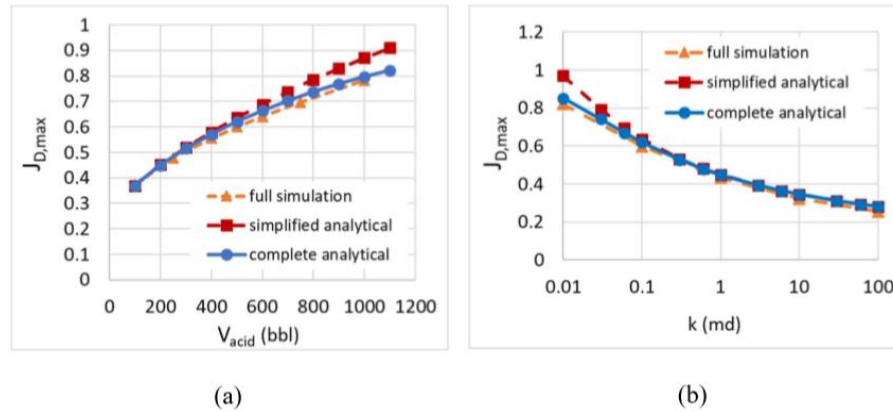 1
0.9
0.8
0.7
0.6
0.5
0.4
0.3
0.2
0.1
0
J_D,max
full simulation
simplified analytical
complete analytical
0 200 400 600 800 1000 1200
V_acid (bbl)
(a)
1.2
1
0.8
0.6
0.4
0.2
0
J_D,max
full simulation
simplified analytical
complete analytical
0.01 0.1 1 10 100
k (md)
(b)